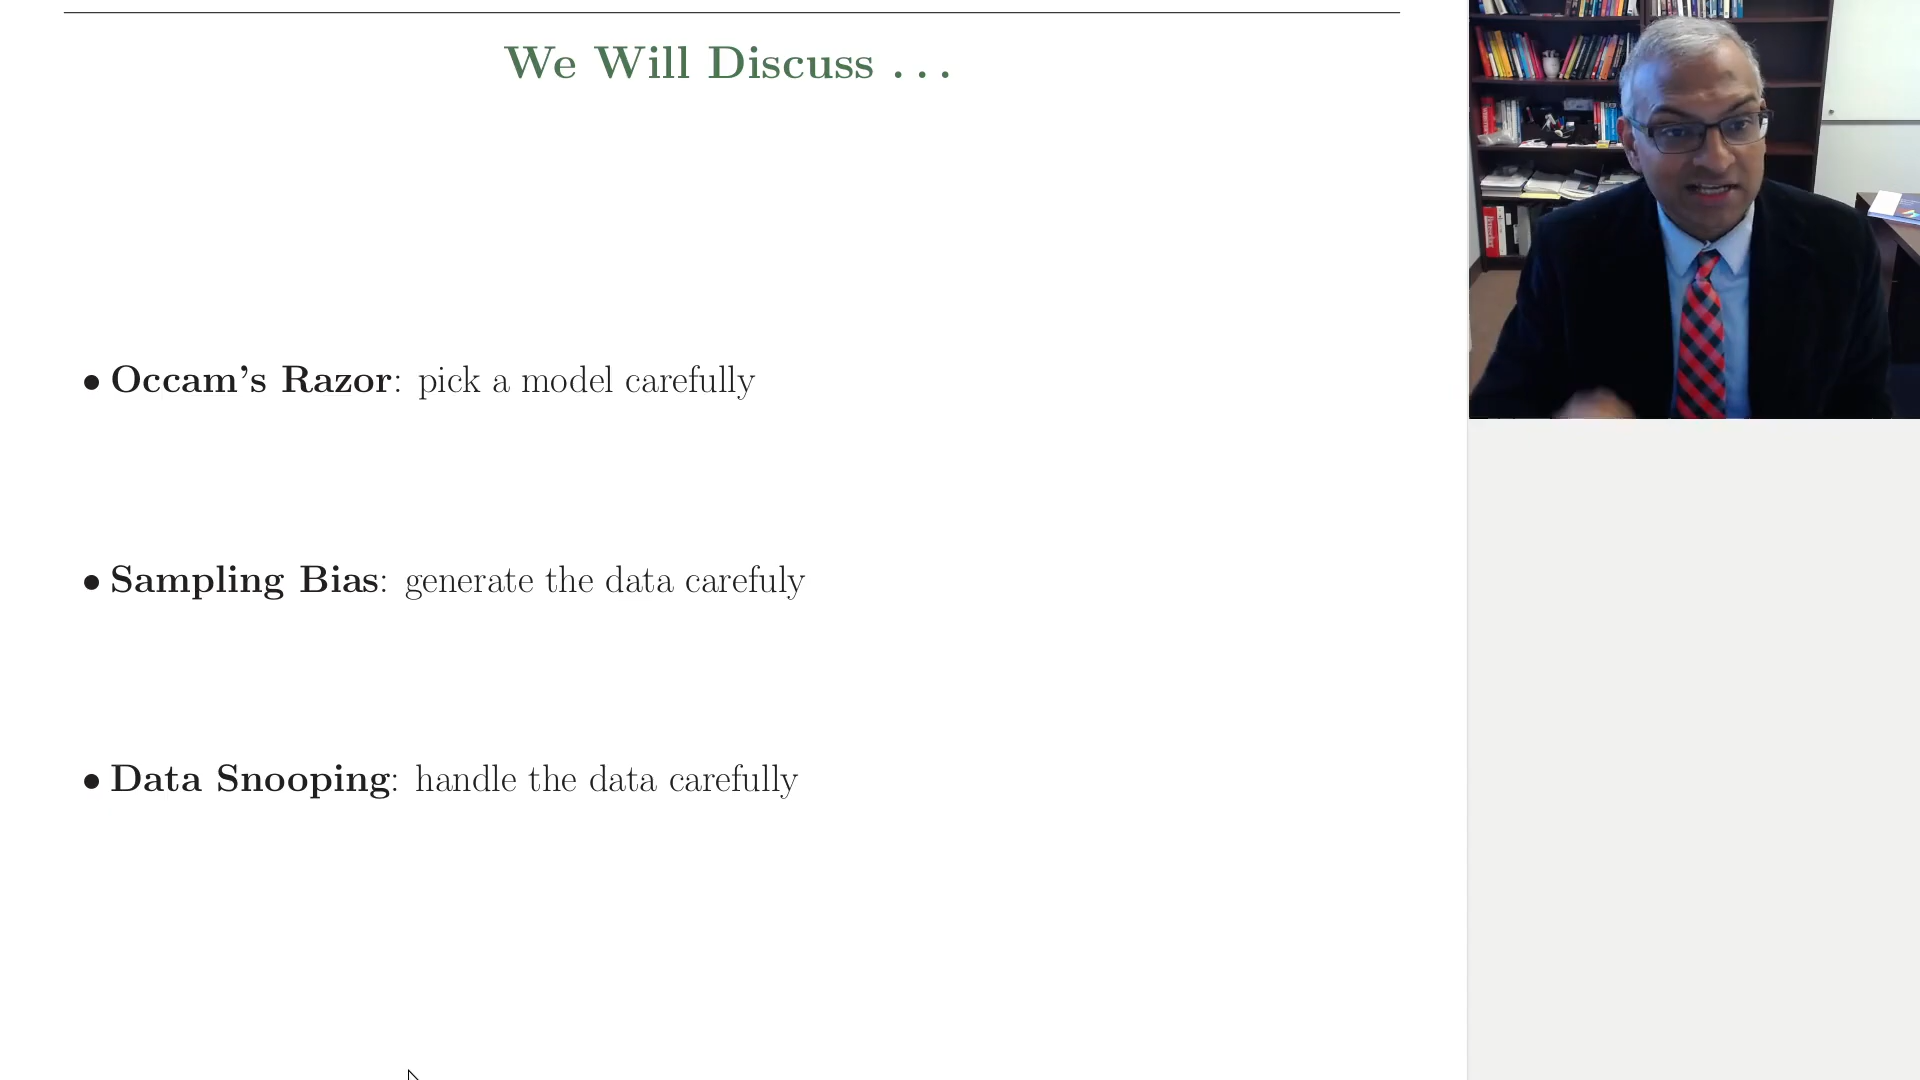 We Will Discuss . . .
• Occam's Razor: pick a model carefully
• Sampling Bias: generate the data carefuly
• Data Snooping: handle the data carefully